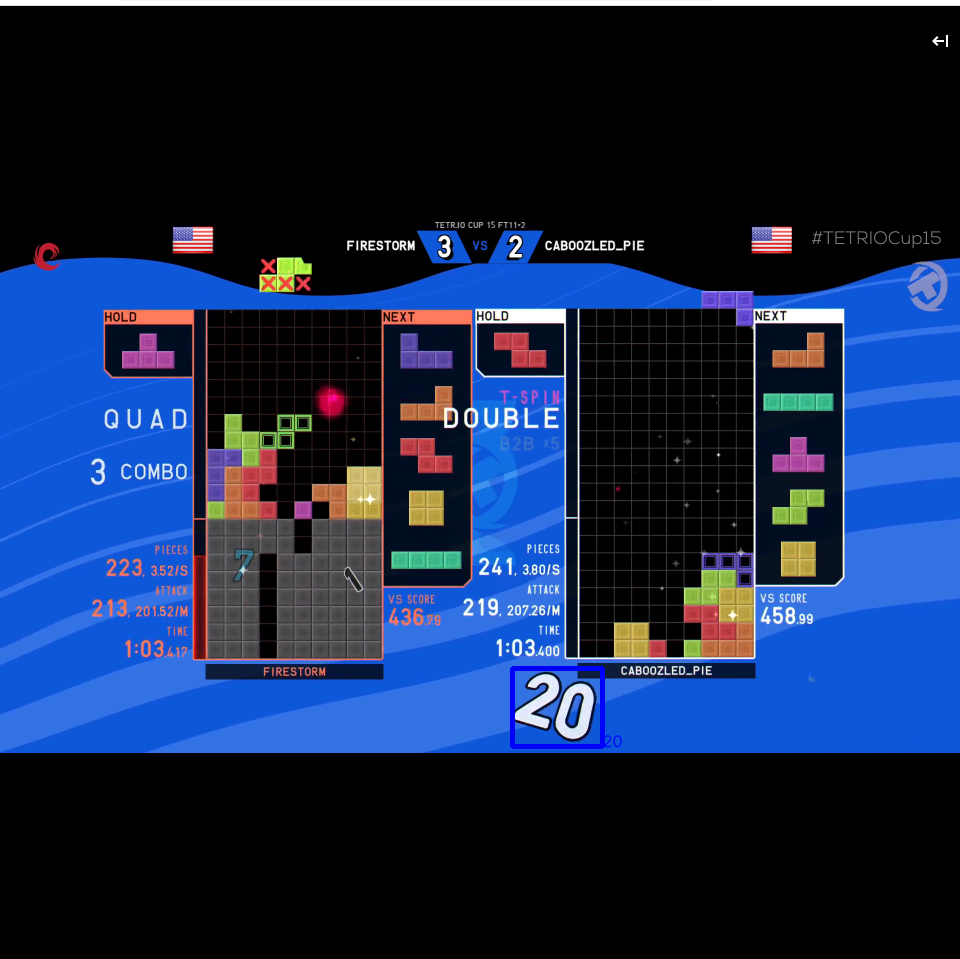 TETR.IO CUP 15 FT11-2
FIRESTORM 3 VS 2 CABOOZLED_PIE
#TETRIOCup15
HOLD
NEXT
HOLD
NEXT
QUAD
3 COMBO
T-SPIN
DOUBLE
B2B ×5
7
PIECES
223, 3.52/S
ATTACK
213, 201.52/M
TIME
1:03.417
VS SCORE
436.79
PIECES
241, 3.80/S
ATTACK
219, 207.26/M
TIME
1:03.400
VS SCORE
458.99
FIRESTORM
CABOOZLED_PIE
20
20